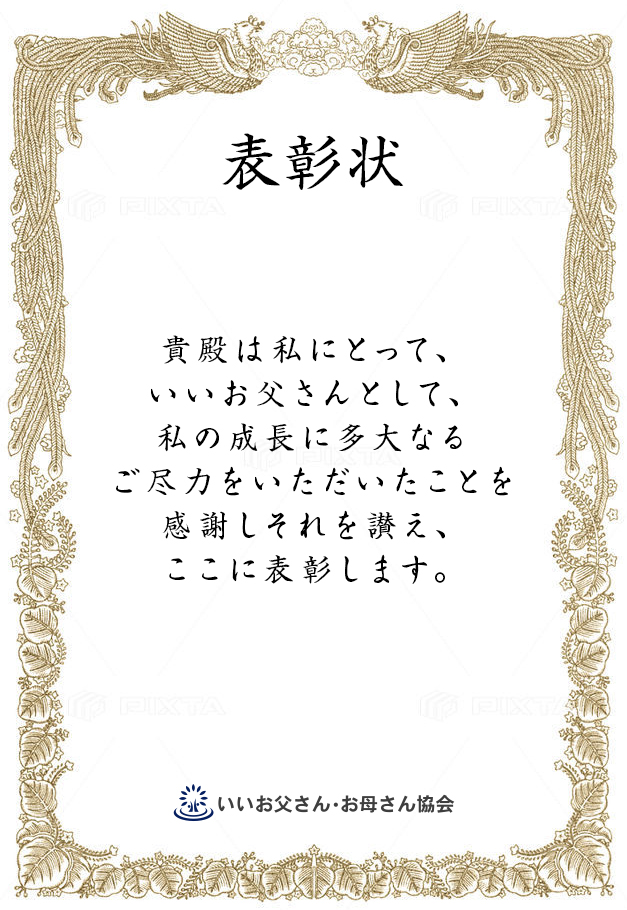 表彰状
貴殿は私にとって、
いいお父さんとして、
私の成長に多大なる
ご尽力をいただいたことを
感謝しそれを讃え、
ここに表彰します。
いいお父さん・お母さん協会
PIXTA
PIXTA
PIXTA
PIXTA
PIXTA